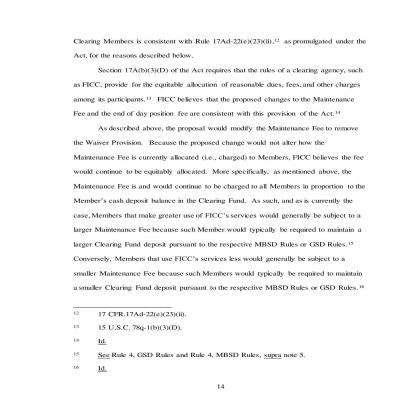 Clearing Members is consistent with Rule 17Ad-22(e)(23)(ii),12 as promulgated under the
Act, for the reasons described below.
Section 17A(b)(3)(D) of the Act requires that the rules of a clearing agency, such
as FICC, provide for the equitable allocation of reasonable dues, fees, and other charges
among its participants.13 FICC believes that the proposed changes to the Maintenance
Fee and the end of day position fee are consistent with this provision of the Act.14
As described above, the proposal would modify the Maintenance Fee to remove
the Waiver Provision. Because the proposed change would not alter how the
Maintenance Fee is currently allocated (i.e., charged) to Members, FICC believes the fee
would continue to be equitably allocated. More specifically, as mentioned above, the
Maintenance Fee is and would continue to be charged to all Members in proportion to the
Member's cash deposit balance in the Clearing Fund. As such, and as is currently the
case, Members that make greater use of FICC's services would generally be subject to a
larger Maintenance Fee because such Member would typically be required to maintain a
larger Clearing Fund deposit pursuant to the respective MBSD Rules or GSD Rules.15
Conversely, Members that use FICC's services less would generally be subject to a
smaller Maintenance Fee because such Members would typically be required to maintain
a smaller Clearing Fund deposit pursuant to the respective MBSD Rules or GSD Rules.16
12 17 CFR.17Ad-22(e)(23)(ii).
13 15 U.S.C. 78q-1(b)(3)(D).
14 Id.
15 See Rule 4, GSD Rules and Rule 4, MBSD Rules, supra note 5.
16 Id.
14